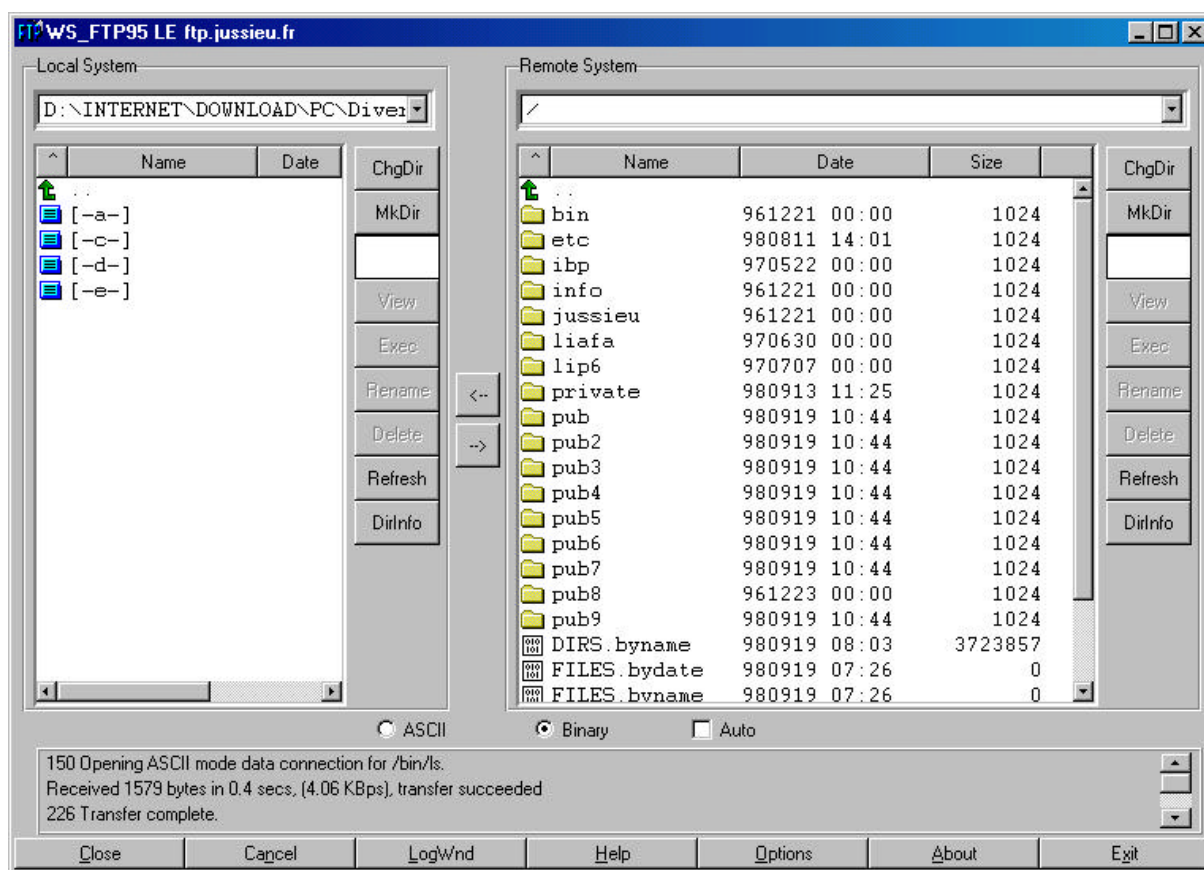 WS_FTP95 LE ftp.jussieu.fr
Local System
D:\INTERNET\DOWNLOAD\PC\Diver
^ Name Date
..
[-a-]
[-c-]
[-d-]
[-e-]
ChgDir
MkDir
View
Exec
Rename
Delete
Refresh
DirInfo
<--
-->
Remote System
/
^ Name Date Size
..
bin 961221 00:00 1024
etc 980811 14:01 1024
ibp 970522 00:00 1024
info 961221 00:00 1024
jussieu 961221 00:00 1024
liafa 970630 00:00 1024
lip6 970707 00:00 1024
private 980913 11:25 1024
pub 980919 10:44 1024
pub2 980919 10:44 1024
pub3 980919 10:44 1024
pub4 980919 10:44 1024
pub5 980919 10:44 1024
pub6 980919 10:44 1024
pub7 980919 10:44 1024
pub8 961223 00:00 1024
pub9 980919 10:44 1024
DIRS.byname 980919 08:03 3723857
FILES.bydate 980919 07:26 0
FILES.byname 980919 07:26 0
ChgDir
MkDir
View
Exec
Rename
Delete
Refresh
DirInfo
ASCII Binary Auto
150 Opening ASCII mode data connection for /bin/ls.
Received 1579 bytes in 0.4 secs, (4.06 KBps), transfer succeeded
226 Transfer complete.
Close Cancel LogWnd Help Options About Exit